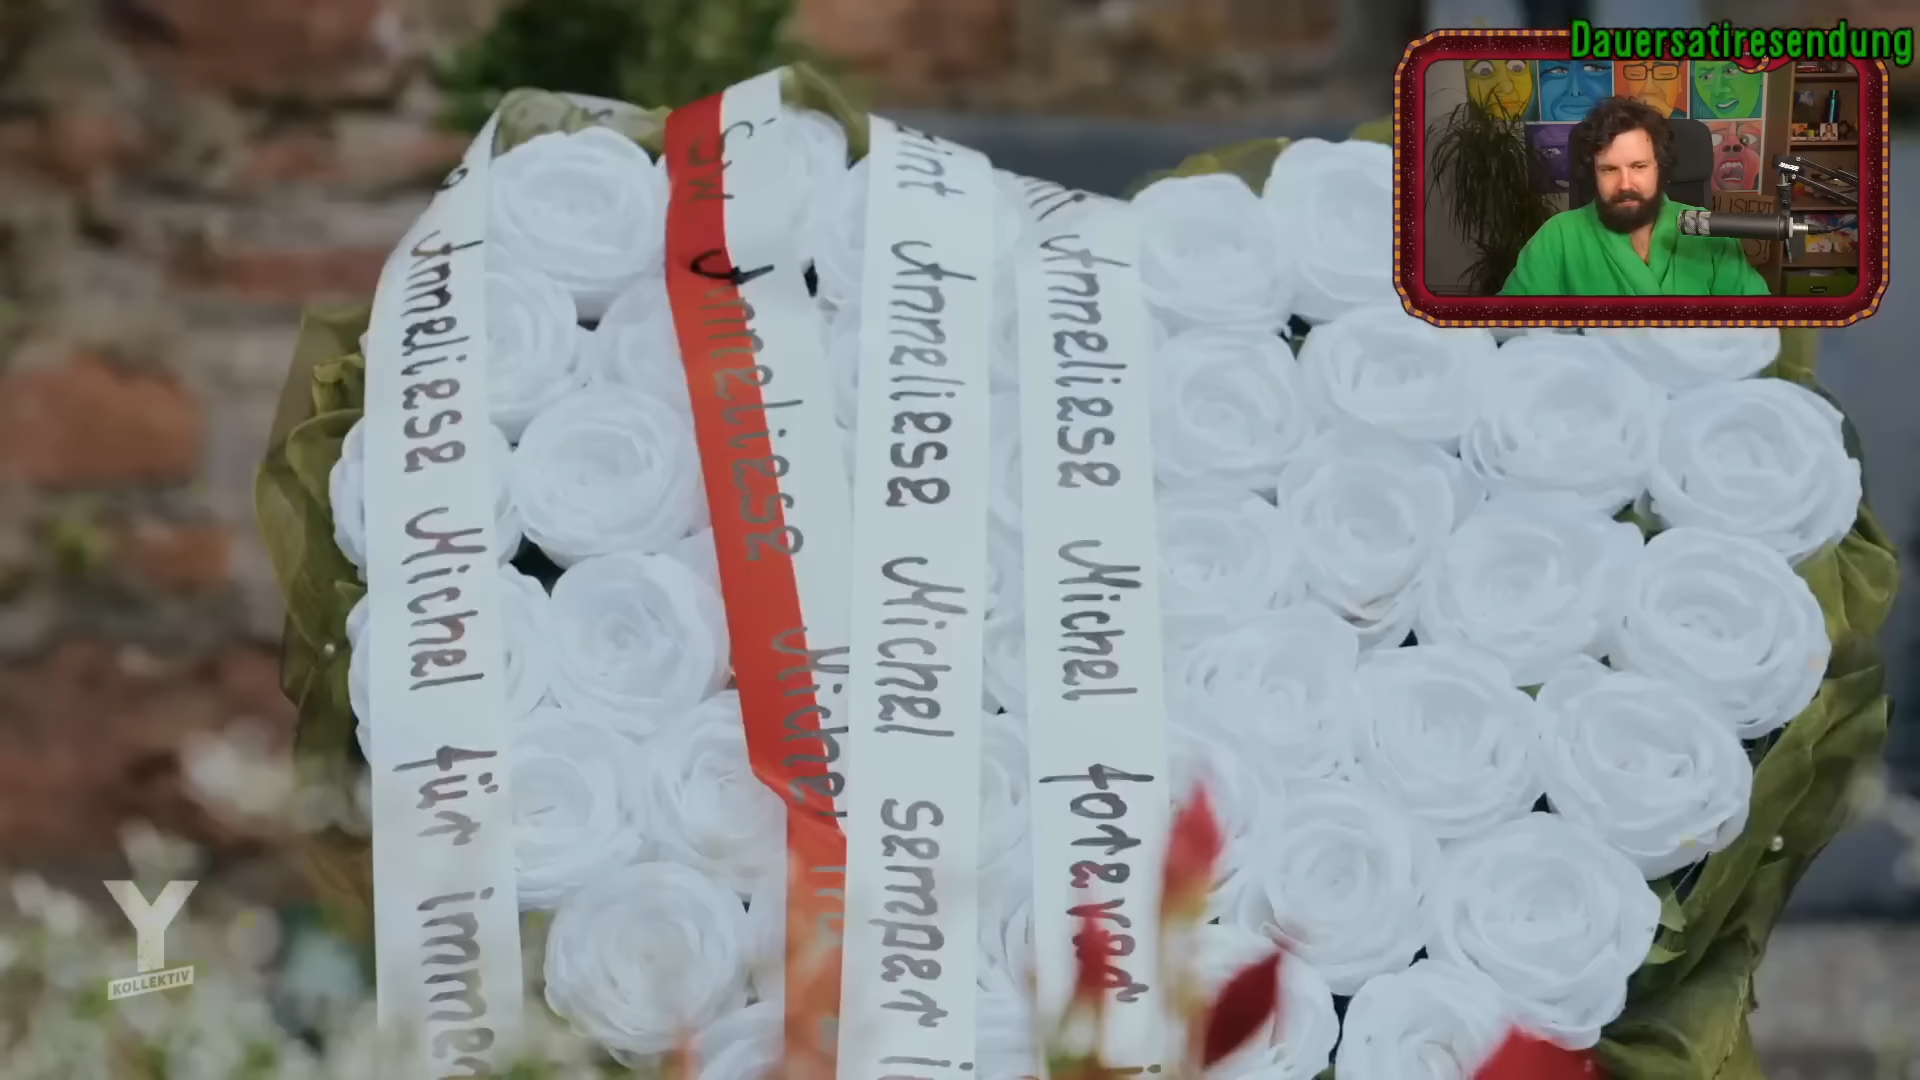 Dauersatiresendung
Anneliese Michel für immer
Anneliese Michel
Anneliese Michel semper
Anneliese Michel forever
Y
KOLLEKTIV